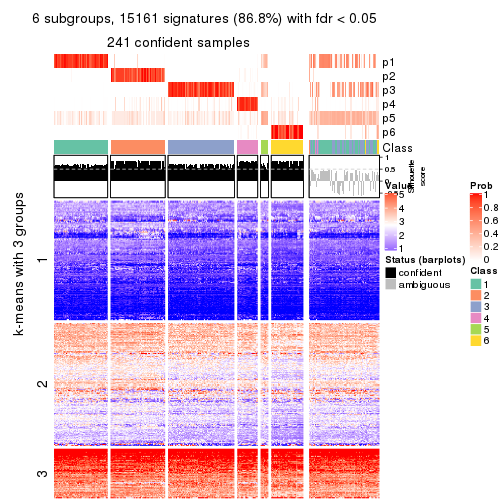 6 subgroups, 15161 signatures (86.8%) with fdr < 0.05
241 confident samples
p1
p2
p3
p4
p5
p6
Class
1
0.5
0
Silhouette
score
k-means with 3 groups
1
2
3
Value
5
4
3
2
1
Status (barplots)
confident
ambiguous
Prob
1
0.8
0.6
0.4
0.2
0
Class
1
2
3
4
5
6